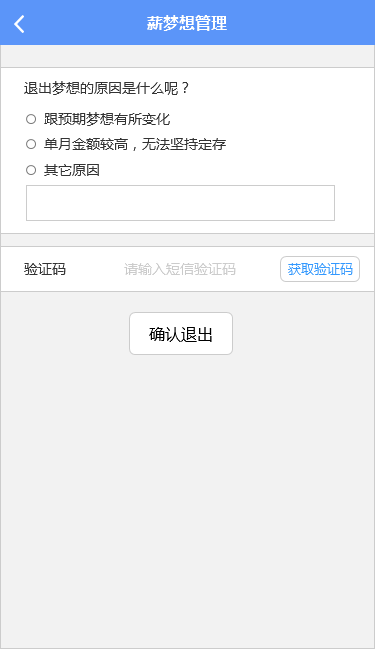 薪梦想管理
退出梦想的原因是什么呢？
跟预期梦想有所变化
单月金额较高，无法坚持定存
其它原因
验证码 请输入短信验证码 获取验证码
确认退出